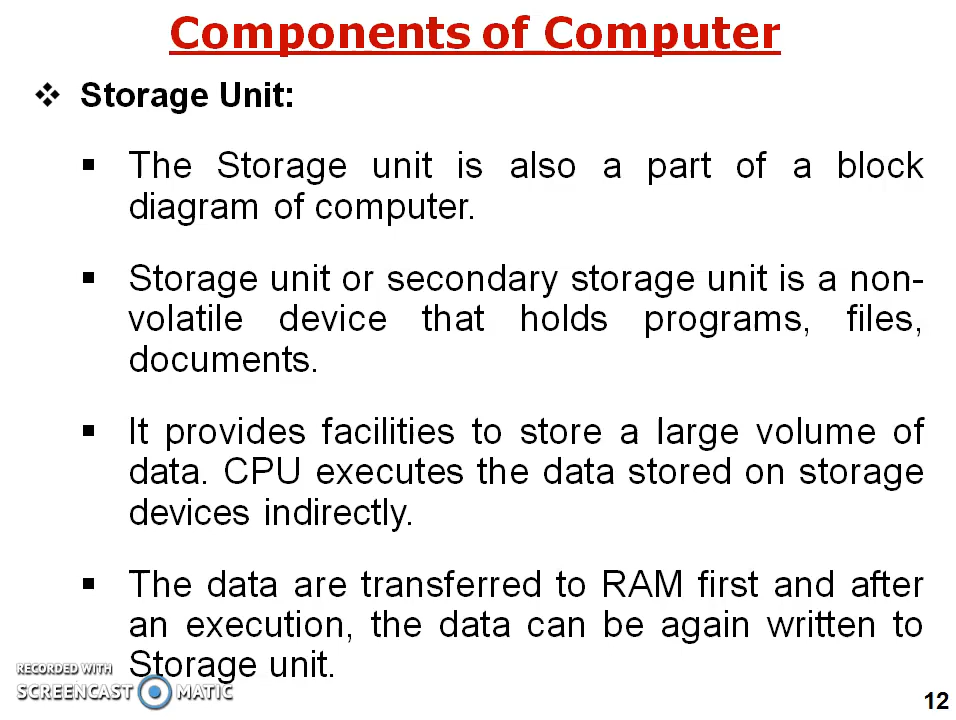 Components of Computer
Storage Unit:
The Storage unit is also a part of a block
diagram of computer.
Storage unit or secondary storage unit is a non-
volatile device that holds programs, files,
documents.
It provides facilities to store a large volume of
data. CPU executes the data stored on storage
devices indirectly.
The data are transferred to RAM first and after
an execution, the data can be again written to
Storage unit.
RECORDED WITH
SCREENCAST MATIC
12